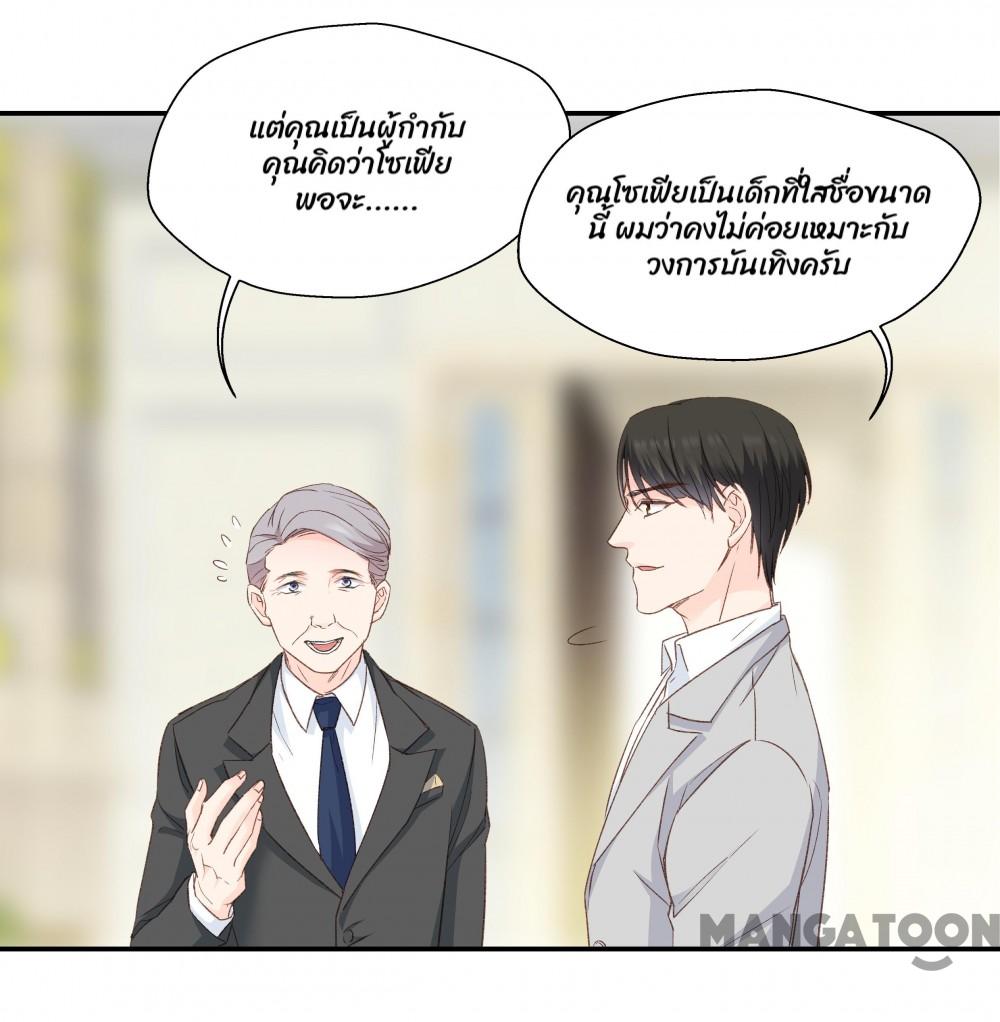 แต่คุณเป็นผู้กำกับ
คุณคิดว่าโซเฟีย
พอจะ......
คุณโซเฟียเป็นเด็กที่ใสชื่อขนาด
นี้ ผมว่าคงไม่ค่อยเหมาะกับ
วงการบันเทิงครับ
MANGATOON